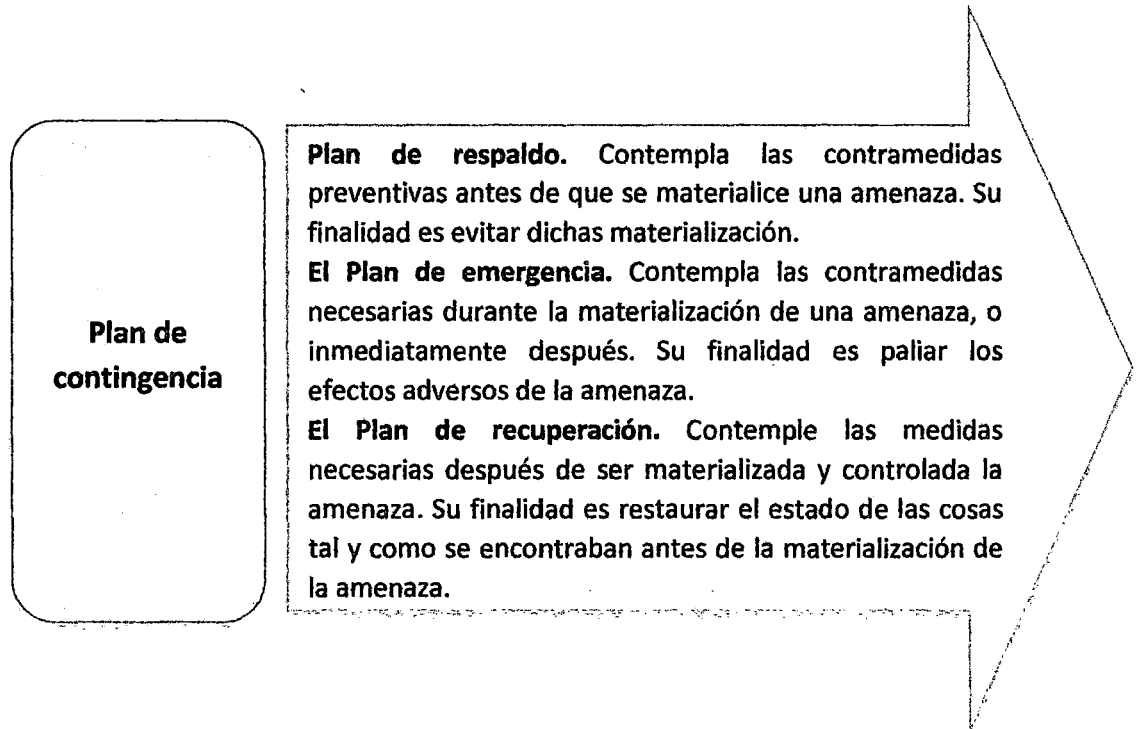 Plan de
contingencia
Plan de respaldo. Contempla las contramedidas
preventivas antes de que se materialice una amenaza. Su
finalidad es evitar dichas materialización.
El Plan de emergencia. Contempla las contramedidas
necesarias durante la materialización de una amenaza, o
inmediatamente después. Su finalidad es paliar los
efectos adversos de la amenaza.
El Plan de recuperación. Contemple las medidas
necesarias después de ser materializada y controlada la
amenaza. Su finalidad es restaurar el estado de las cosas
tal y como se encontraban antes de la materialización de
la amenaza.